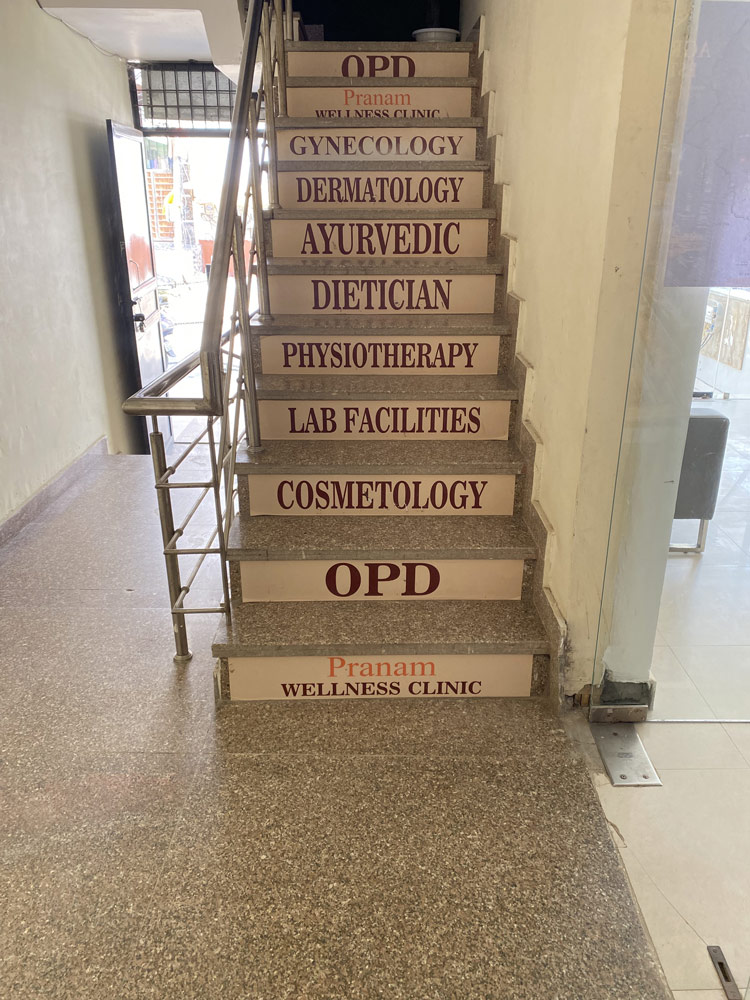 OPD
Pranam
WELLNESS CLINIC
GYNECOLOGY
DERMATOLOGY
AYURVEDIC
DIETICIAN
PHYSIOTHERAPY
LAB FACILITIES
COSMETOLOGY
OPD
Pranam
WELLNESS CLINIC